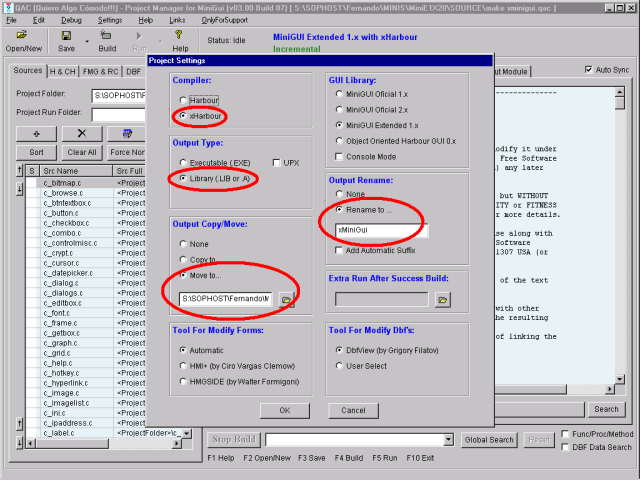 QAC (Quiero Algo Cómodo!!!) - Project Manager for MiniGui (v03.00 Build 07) [ S:\SOPHOST\Fernando\MINIS\MiniE1X20\SOURCE\make xminigui.qac ]
File Edit Debug Settings Help Links OnlyForSupport
Open/New Save Build Run Help
Status: Idle
MiniGUI Extended 1.x with xHarbour
Incremental
Sources H & CH FMG & RC DBF
ut Module
Auto Sync
Project Folder: S:\SOPHOST\F
Project Run Folder:
Sort Clear All Force Non
S Src Name Src Full
c_bitmap.c <Project
c_browse.c <Project
c_btntextbox.c <Project
c_button.c <Project
c_checkbox.c <Project
c_combo.c <Project
c_controlmisc.c <Project
c_crypt.c <Project
c_cursor.c <Project
c_datepicker.c <Project
c_dialog.c <Project
c_dialogs.c <Project
c_editbox.c <Project
c_font.c <Project
c_frame.c <Project
c_getbox.c <Project
c_graph.c <Project
c_grid.c <Project
c_help.c <Project
c_hotkey.c <Project
c_hyperlink.c <Project
c_image.c <Project
c_imagelist.c <Project
c_ini.c <Project
c_ipaddress.c <Project
c_label.c <ProjectFolder>\c_
Project Settings
Compiler:
Harbour
xHarbour
Output Type:
Executable (.EXE) UPX
Library (.LIB or .A)
Output Copy/Move:
None
Copy to...
Move to...
S:\SOPHOST\Fernando\M
Tool For Modify Forms:
Automatic
HMI+ (by Ciro Vargas Clemow)
HMGSIDE (by Walter Formigoni)
GUI Library:
MiniGUI Oficial 1.x
MiniGUI Oficial 2.x
MiniGUI Extended 1.x
Object Oriented Harbour GUI 0.x
Console Mode
Output Rename:
None
Rename to ...
xMiniGui
Add Automatic Suffix
Extra Run After Success Build:
Tool For Modify Dbf's:
DbfView (by Grigory Filatov)
User Select
OK Cancel
odify it under
Free Software
) any later
but WITHOUT
ITY or FITNESS
r more details.
se along with
Software
1307 USA (or
of the text
with other
he resulting
of linking the
Search
Stop Build
Global Search Reset
Func/Proc/Method
DBF Data Search
F1 Help F2 Open/New F3 Save F4 Build F5 Run F10 Exit